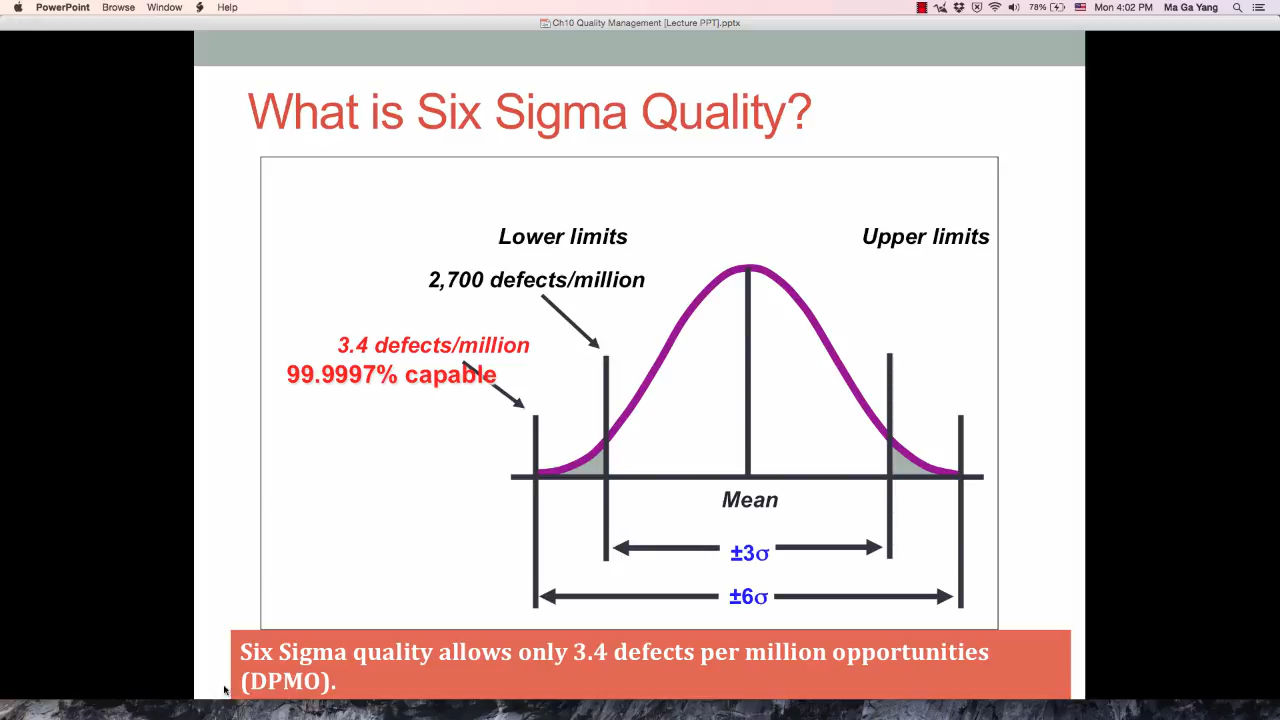 PowerPoint Browse Window Help 78% Mon 4:02 PM Ma Ga Yang
Ch10 Quality Management [Lecture PPT].pptx
What is Six Sigma Quality?
Lower limits
Upper limits
2,700 defects/million
3.4 defects/million
99.9997% capable
Mean
±3σ
±6σ
Six Sigma quality allows only 3.4 defects per million opportunities
(DPMO).